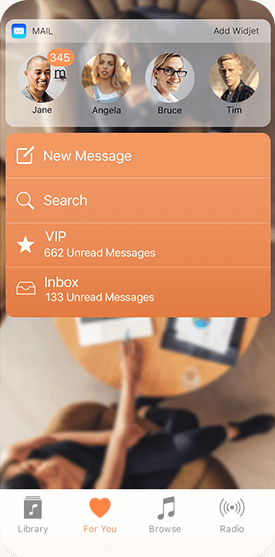 MAIL Add Widjet
345
m
Jane Angela Bruce Tim
New Message
Search
VIP
662 Unread Messages
Inbox
133 Unread Messages
Library For You Browse Radio